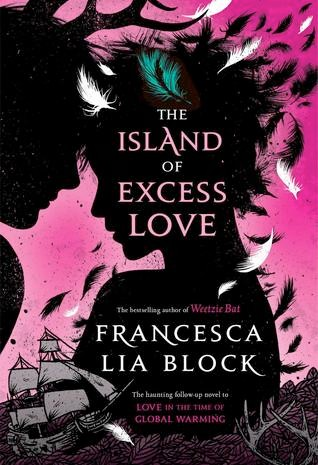 THE
ISLAND
OF
EXCESS
LOVE
The bestselling author of Weetzie Bat
FRANCESCA
LIA BLOCK
The haunting follow-up novel to
LOVE IN THE TIME OF
GLOBAL WARMING